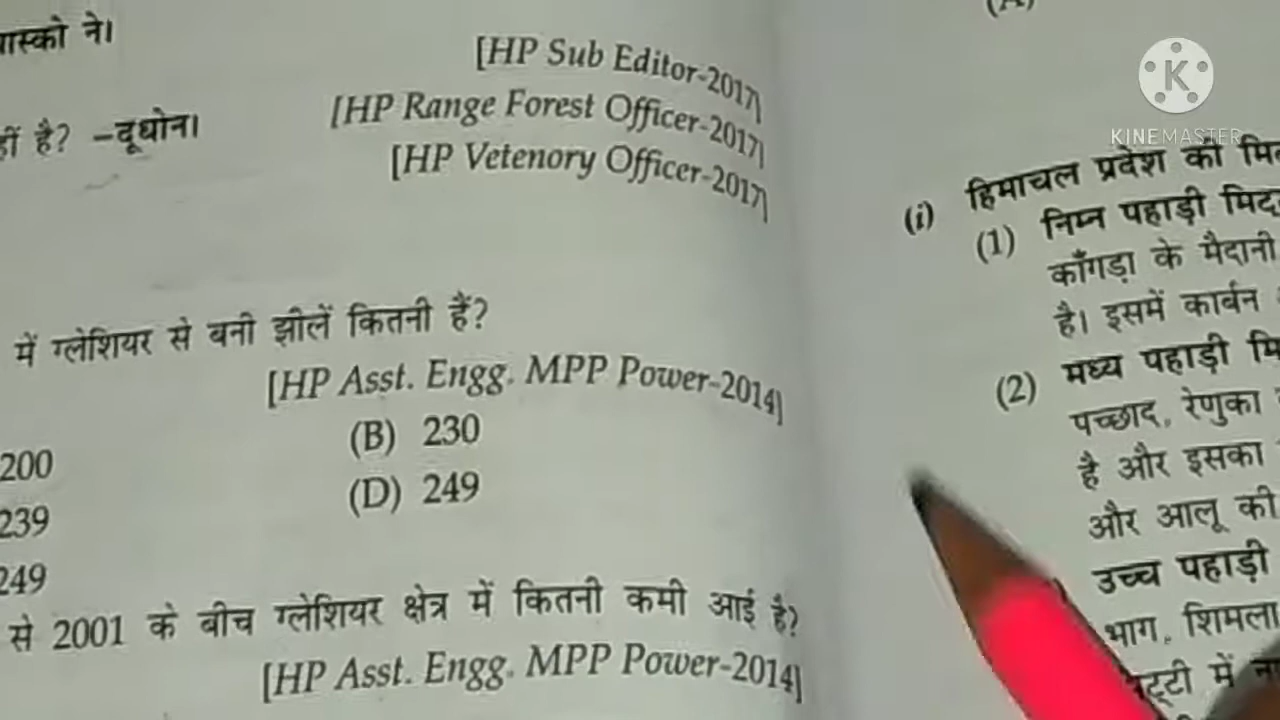 ने।
[HP Sub Editor-2017]
[HP Range Forest Officer-2017]
है? –दूधोन।
[HP Vetenory Officer-2017]
में ग्लेशियर से बनी झीलें कितनी हैं?
[HP Asst. Engg. MPP Power-2014]
200
(B) 230
239
(D) 249
249
से 2001 के बीच ग्लेशियर क्षेत्र में कितनी कमी आई है?
[HP Asst. Engg. MPP Power-2014]
(A)
K
KINEMASTER
(i) हिमाचल प्रदेश की
(1) निम्न पहाड़ी
काँगड़ा के मैदानी
है। इसमें कार्बन
(2) मध्य पहाड़ी
पच्छाद, रेणुका
है और इसका
और आलू की
उच्च पहाड़ी
भाग, शिमला
में